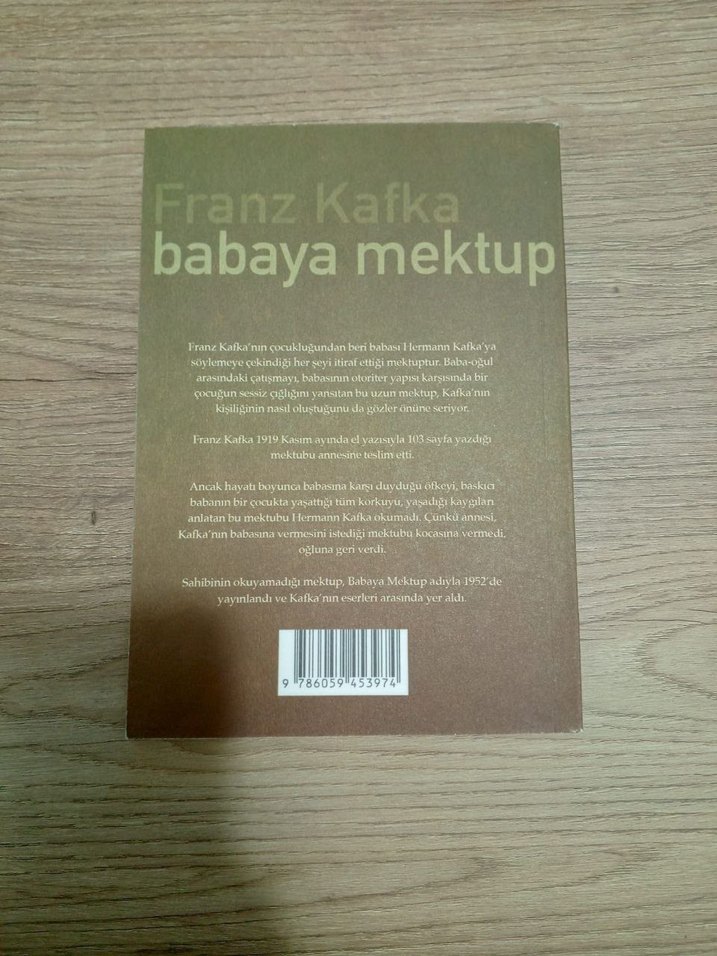 Franz Kafka
babaya mektup
Franz Kafka'nın çocukluğundan beri babası Hermann Kafka'ya
söylemeye çekindiği her şeyi itiraf ettiği mektuptur. Baba-oğul
arasındaki çatışmayı, babasının otoriter yapısı karşısında bir
çocuğun sessiz çığlığını yansıtan bu uzun mektup, Kafka'nın
kişiliğinin nasıl oluştuğunu da gözler önüne seriyor.
Franz Kafka 1919 Kasım ayında el yazısıyla 103 sayfa yazdığı
mektubu annesine teslim etti.
Ancak hayatı boyunca babasına karşı duyduğu öfkeyi, baskıcı
babanın bir çocukta yaşattığı tüm korkuyu, yaşadığı kaygıları
anlatan bu mektubu Hermann Kafka okumadı. Çünkü annesi,
Kafka'nın babasına vermesini istediği mektubu kocasına vermedi,
oğluna geri verdi.
Sahibinin okuyamadığı mektup, Babaya Mektup adıyla 1952'de
yayınlandı ve Kafka'nın eserleri arasında yer aldı.
9 786059 453974